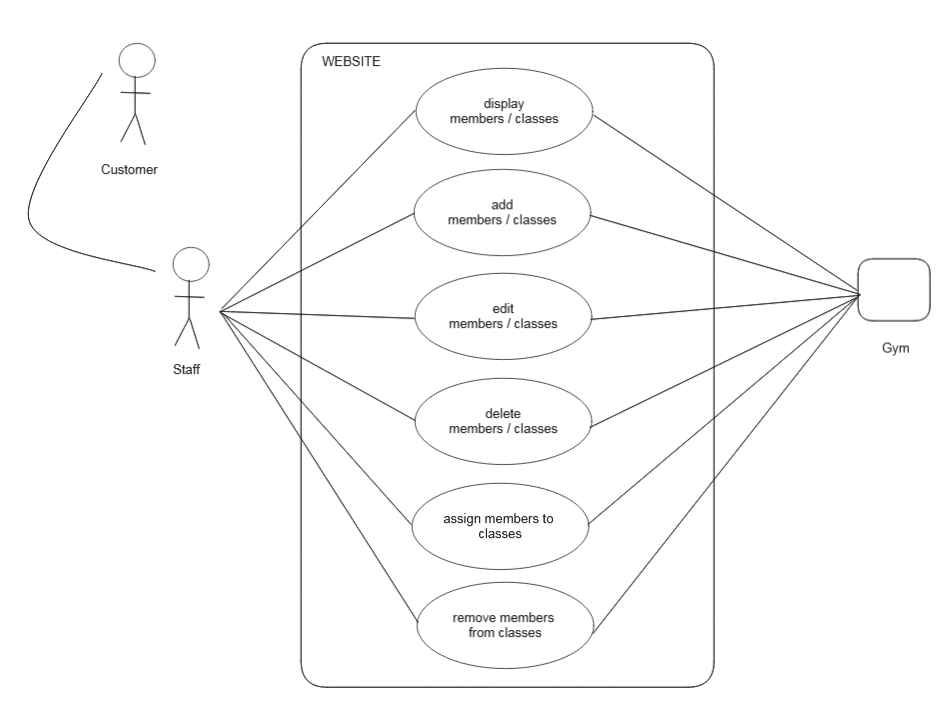 WEBSITE
display
members / classes
Customer
add
members / classes
edit
members / classes
Gym
Staff
delete
members / classes
assign members to
classes
remove members
from classes